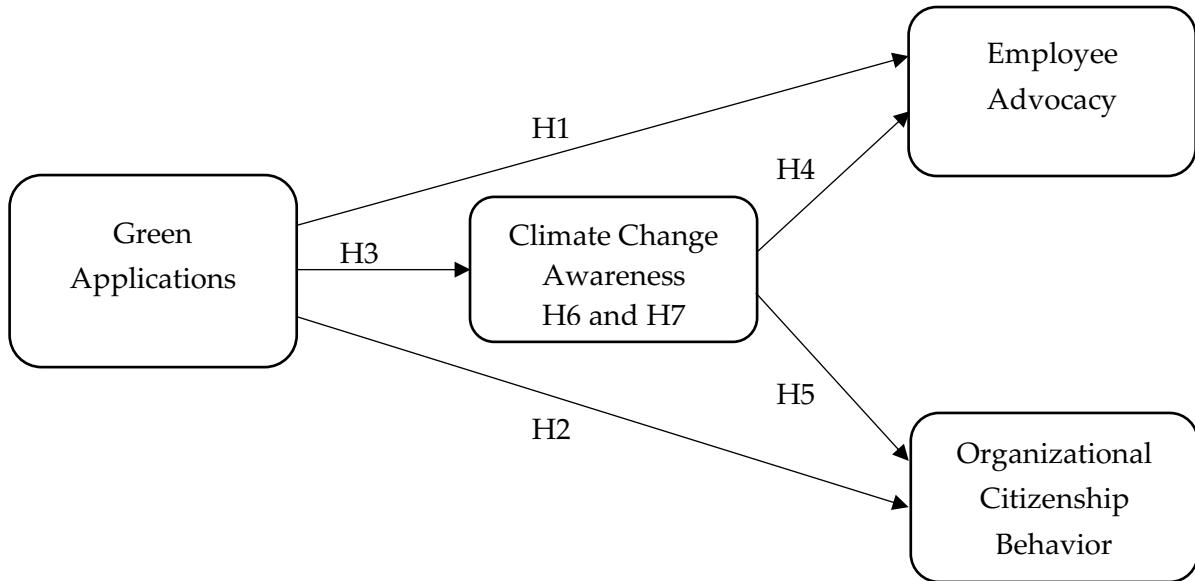 Employee
Advocacy
H1
H4
Green
Applications
H3
Climate Change
Awareness
H6 and H7
H2
H5
Organizational
Citizenship
Behavior